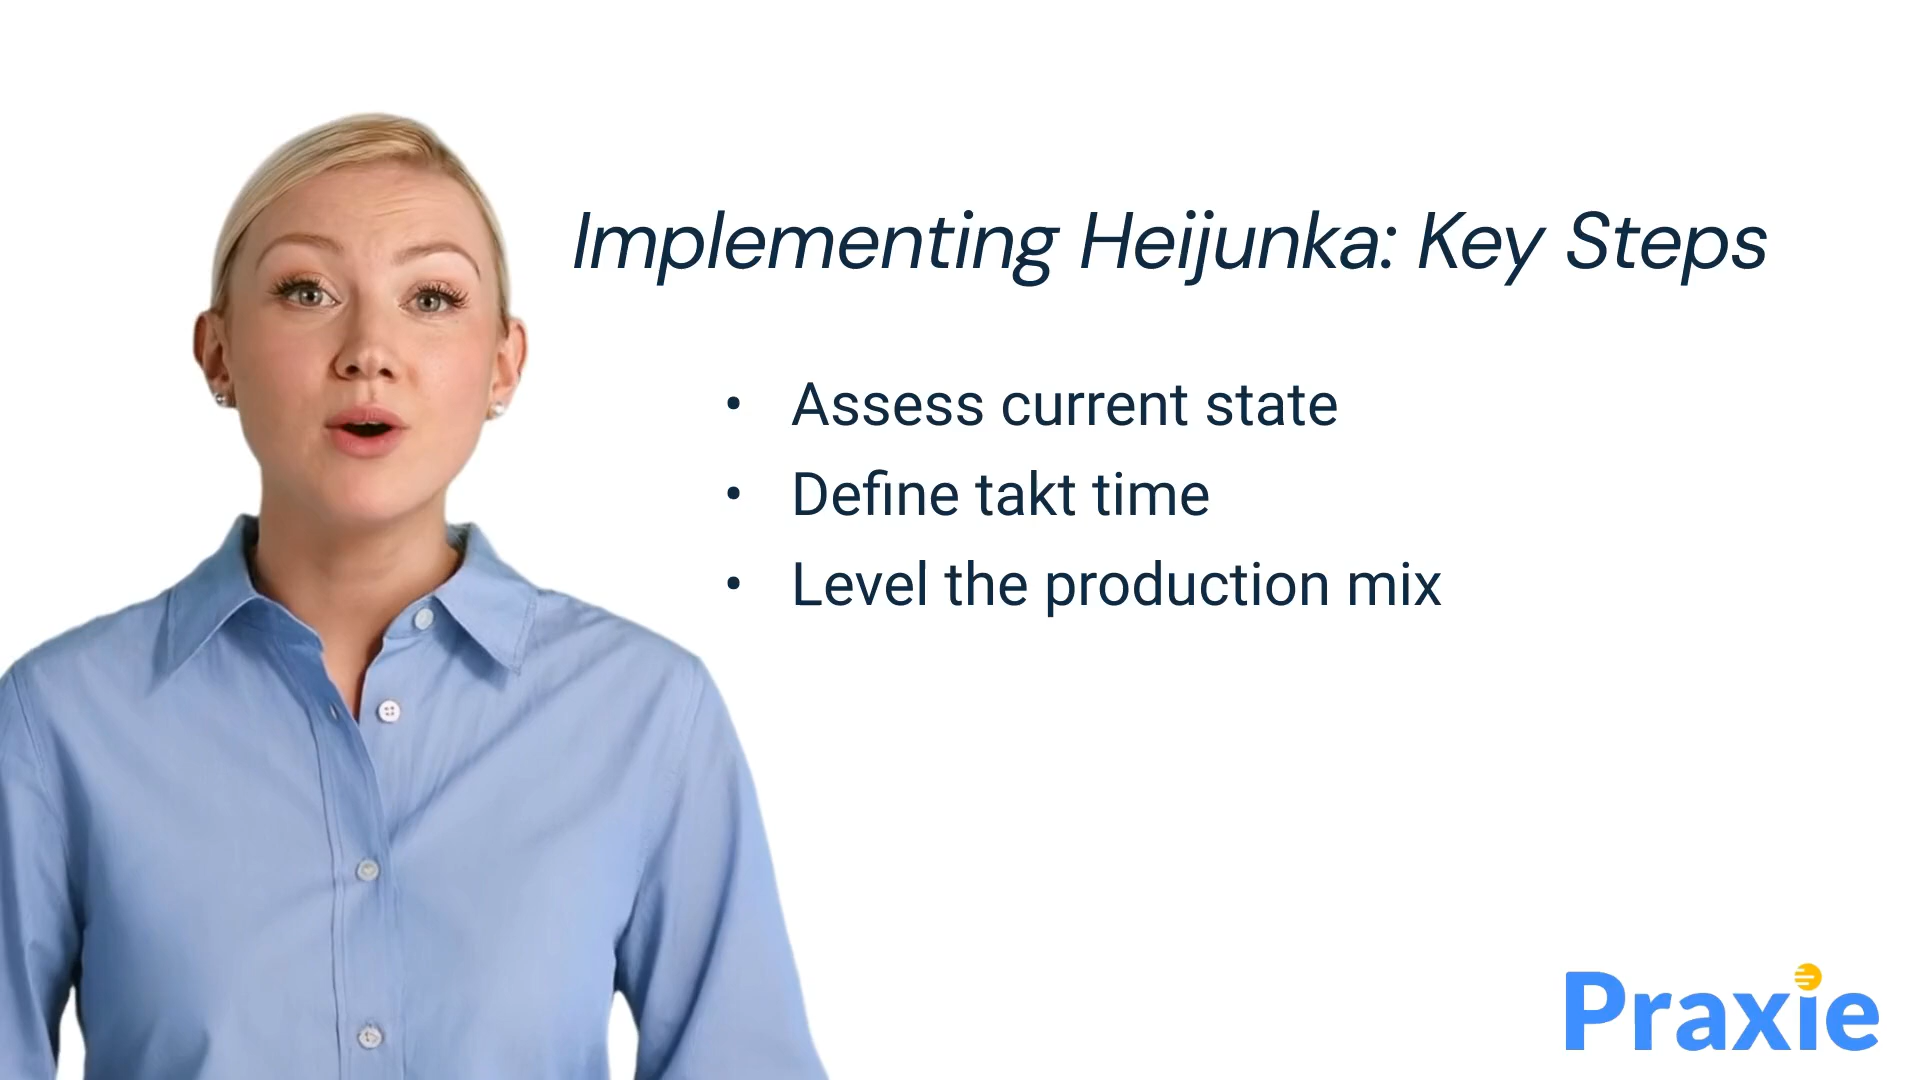 Implementing Heijunka: Key Steps
• Assess current state
• Define takt time
• Level the production mix
Praxie